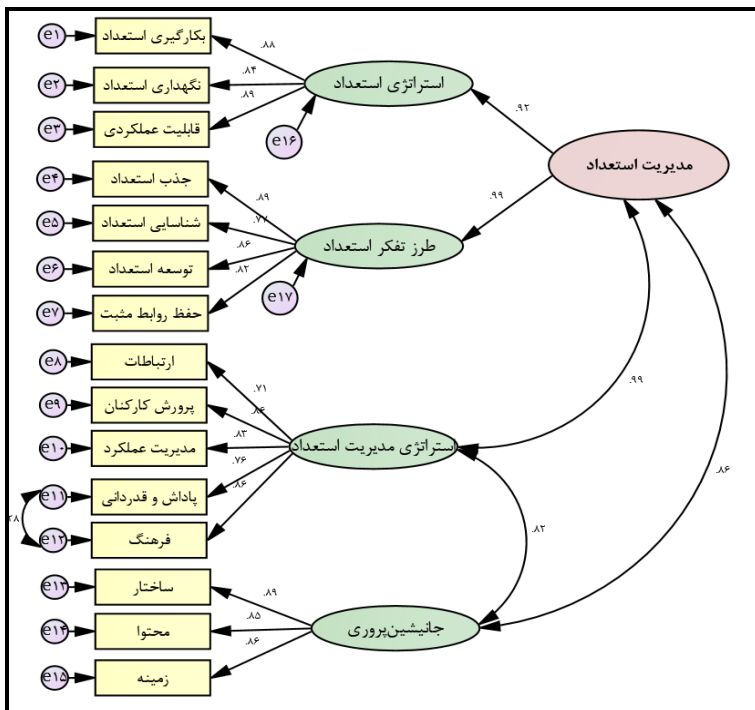 e۱
بکارگیری استعداد
.۸۸
e۲
نگهداری استعداد
.۸۴
e۳
قابلیت عملکردی
.۸۹
استراتژی استعداد
e۱۶
.۹۲
مدیریت استعداد
e۴
جذب استعداد
.۸۹
e۵
شناسایی استعداد
.۷۷
e۶
توسعه استعداد
.۸۶
e۷
حفظ روابط مثبت
.۸۲
طرز تفکر استعداد
e۱۷
.۹۹
e۸
ارتباطات
.۷۱
e۹
پرورش کارکنان
.۸۶
e۱۰
مدیریت عملکرد
.۸۳
e۱۱
پاداش و قدردانی
.۷۶
e۱۲
فرهنگ
.۸۶
استراتژی مدیریت استعداد
.۹۹
.۸۶
.۸۲
e۱۳
ساختار
.۸۹
e۱۴
محتوا
.۸۵
e۱۵
زمینه
.۸۶
جانیشین‌پروری